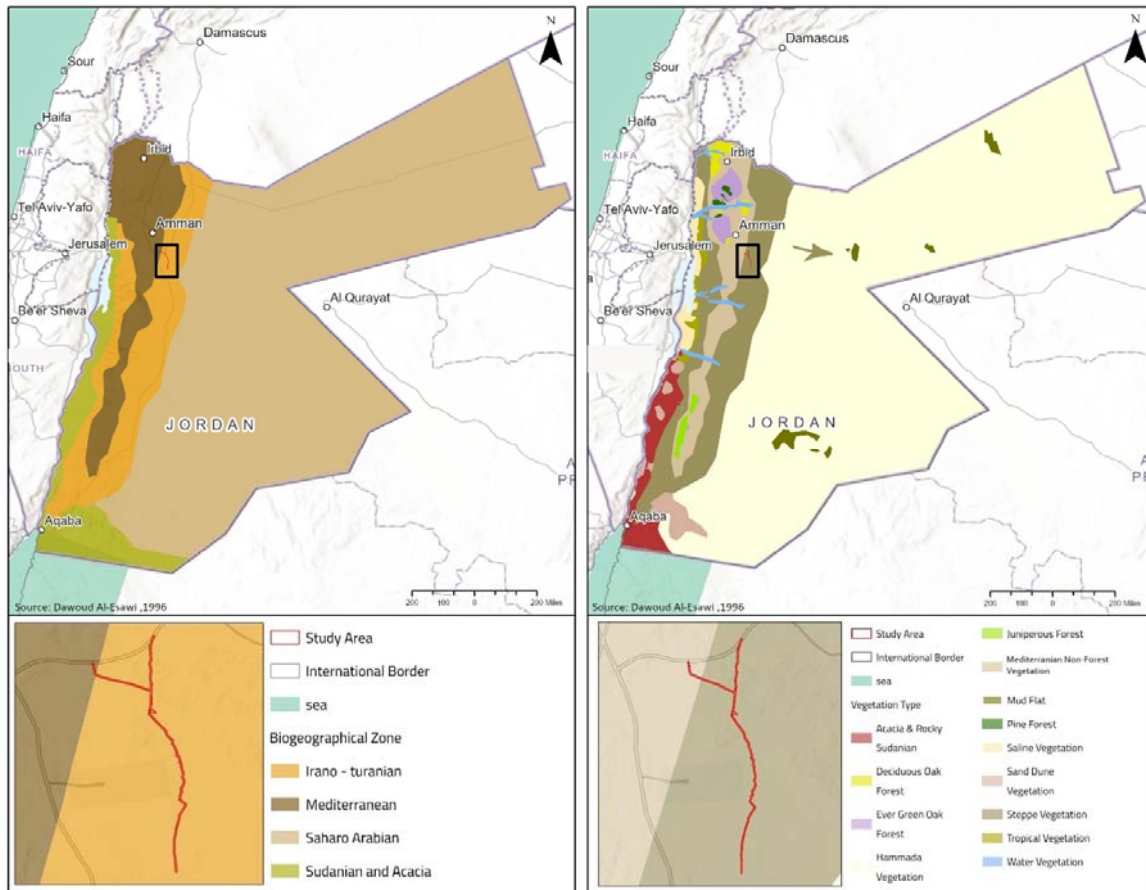 N
Damascus
Sour
Haifa
HAIFA
Irbid
Tel Aviv-Yafo
Amman
Jerusalem
Be'er Sheva
Al Qurayat
SOUTH
JORDAN
Aqaba
200
200 Miles
Source: Dawoud Al-Esawi ,1996
Study Area
International Border
sea
Biogeographical Zone
Irano - turanian
Mediterranean
Saharo Arabian
Sudanian and Acacia
N
Damascus
Sour
Haifa
HAIFA
Irbid
Tel Aviv-Yafo
Amman
Jerusalem
Be'er Sheva
Al Qurayat
JORDAN
Aqaba
200
200 Miles
Source: Dawoud Al-Esawi ,1996
Study Area
International Border
sea
Vegetation Type
Acacia & Rocky
Sudanian
Deciduous Oak
Forest
Ever Green Oak
Forest
Hammada
Vegetation
Juniperous Forest
Mediterranian Non-Forest
Vegetation
Mud Flat
Pine Forest
Saline Vegetation
Sand Dune
Vegetation
Steppe Vegetation
Tropical Vegetation
Water Vegetation